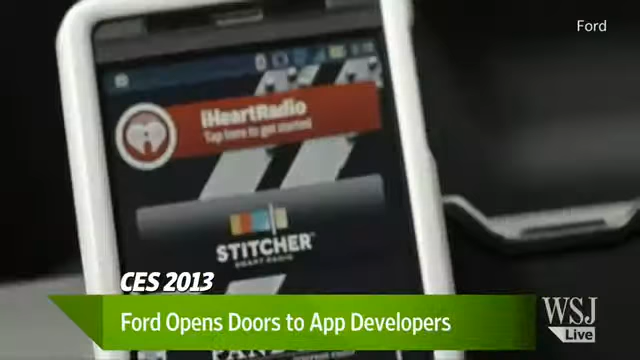 Ford
iHeartRadio
Tap here to get started
STITCHER
SMART RADIO
CES 2013
Ford Opens Doors to App Developers
WSJ
Live